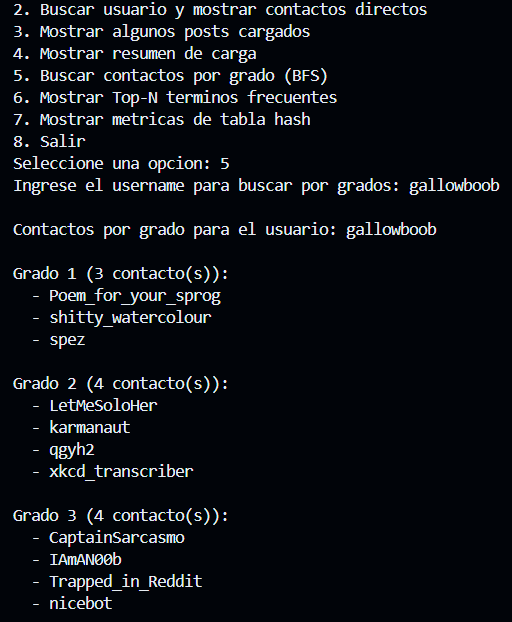 2. Buscar usuario y mostrar contactos directos
3. Mostrar algunos posts cargados
4. Mostrar resumen de carga
5. Buscar contactos por grado (BFS)
6. Mostrar Top-N terminos frecuentes
7. Mostrar metricas de tabla hash
8. Salir
Seleccione una opcion: 5
Ingrese el username para buscar por grados: gallowboob
Contactos por grado para el usuario: gallowboob
Grado 1 (3 contacto(s)):
- Poem_for_your_sprog
- shitty_watercolour
- spez
Grado 2 (4 contacto(s)):
- LetMeSoloHer
- karmanaut
- qgyh2
- xkcd_transcriber
Grado 3 (4 contacto(s)):
- CaptainSarcasmo
- IAmAN00b
- Trapped_in_Reddit
- nicebot